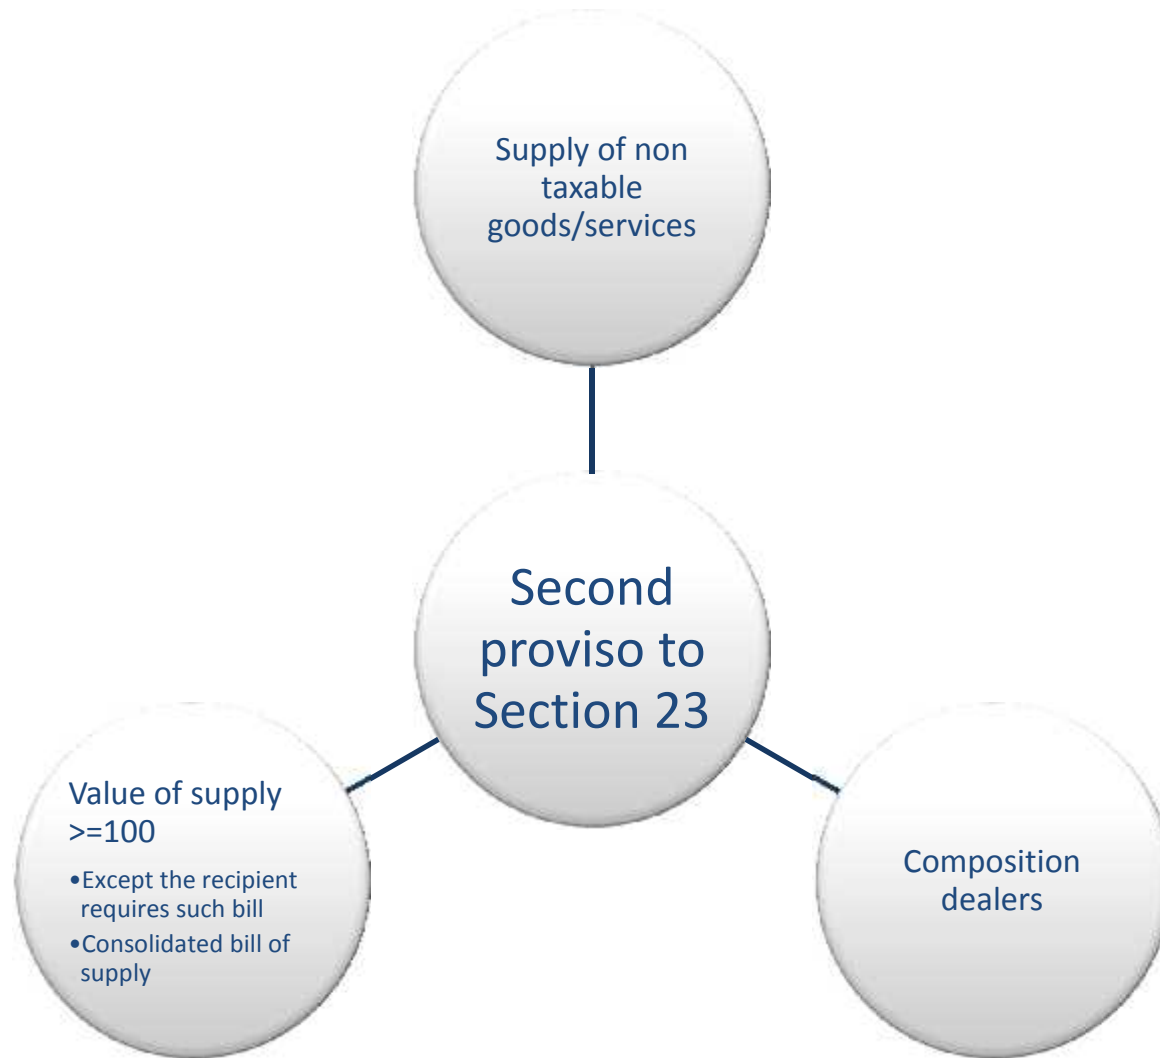 Supply of non
taxable
goods/services
Second
proviso to
Section 23
Value of supply
>=100
•Except the recipient
requires such bill
•Consolidated bill of
supply
Composition
dealers